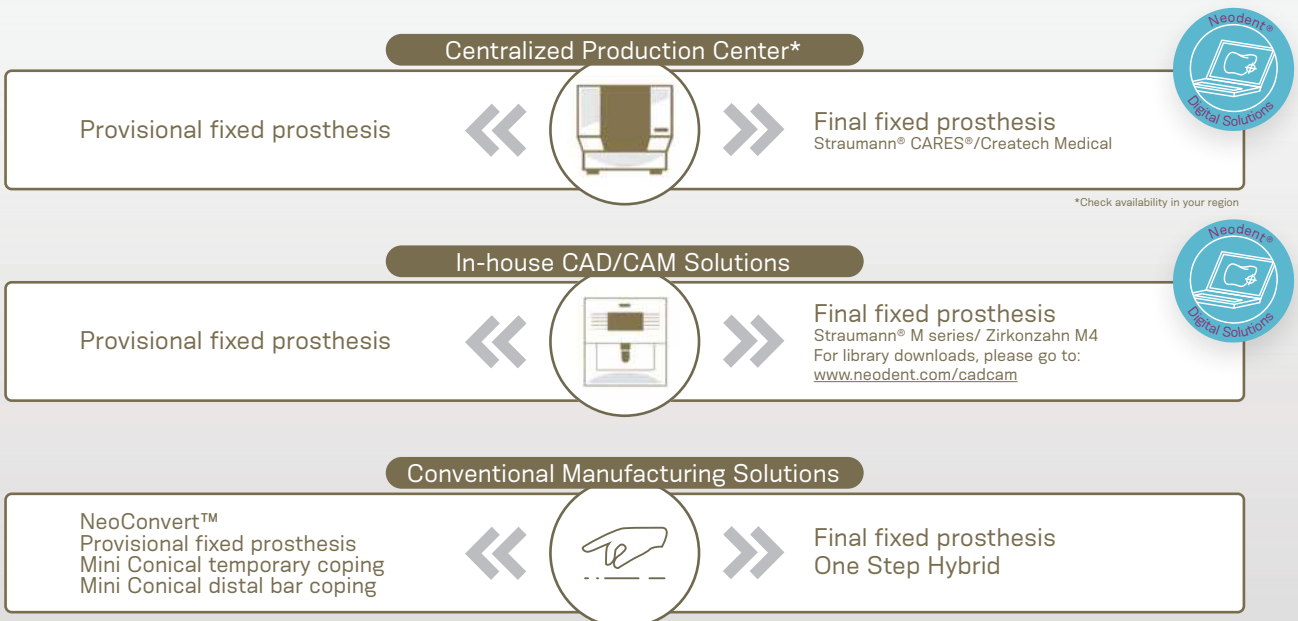 Centralized Production Center*
Neodent®
Digital Solutions
Provisional fixed prosthesis
Final fixed prosthesis
Straumann® CARES®/Createch Medical
*Check availability in your region
In-house CAD/CAM Solutions
Neodent®
Digital Solutions
Provisional fixed prosthesis
Final fixed prosthesis
Straumann® M series/ Zirkonzahn M4
For library downloads, please go to:
www.neodent.com/cadcam
Conventional Manufacturing Solutions
NeoConvert™
Provisional fixed prosthesis
Mini Conical temporary coping
Mini Conical distal bar coping
Final fixed prosthesis
One Step Hybrid